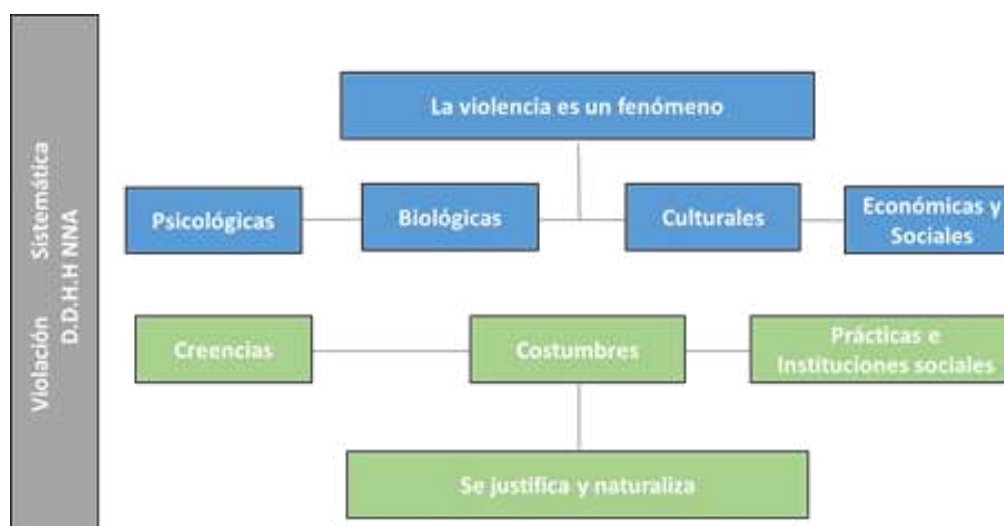 Violación Sistemática
D.D.H.H NNA
La violencia es un fenómeno
Psicológicas
Biológicas
Culturales
Económicas y
Sociales
Creencias
Costumbres
Prácticas e
Instituciones sociales
Se justifica y naturaliza